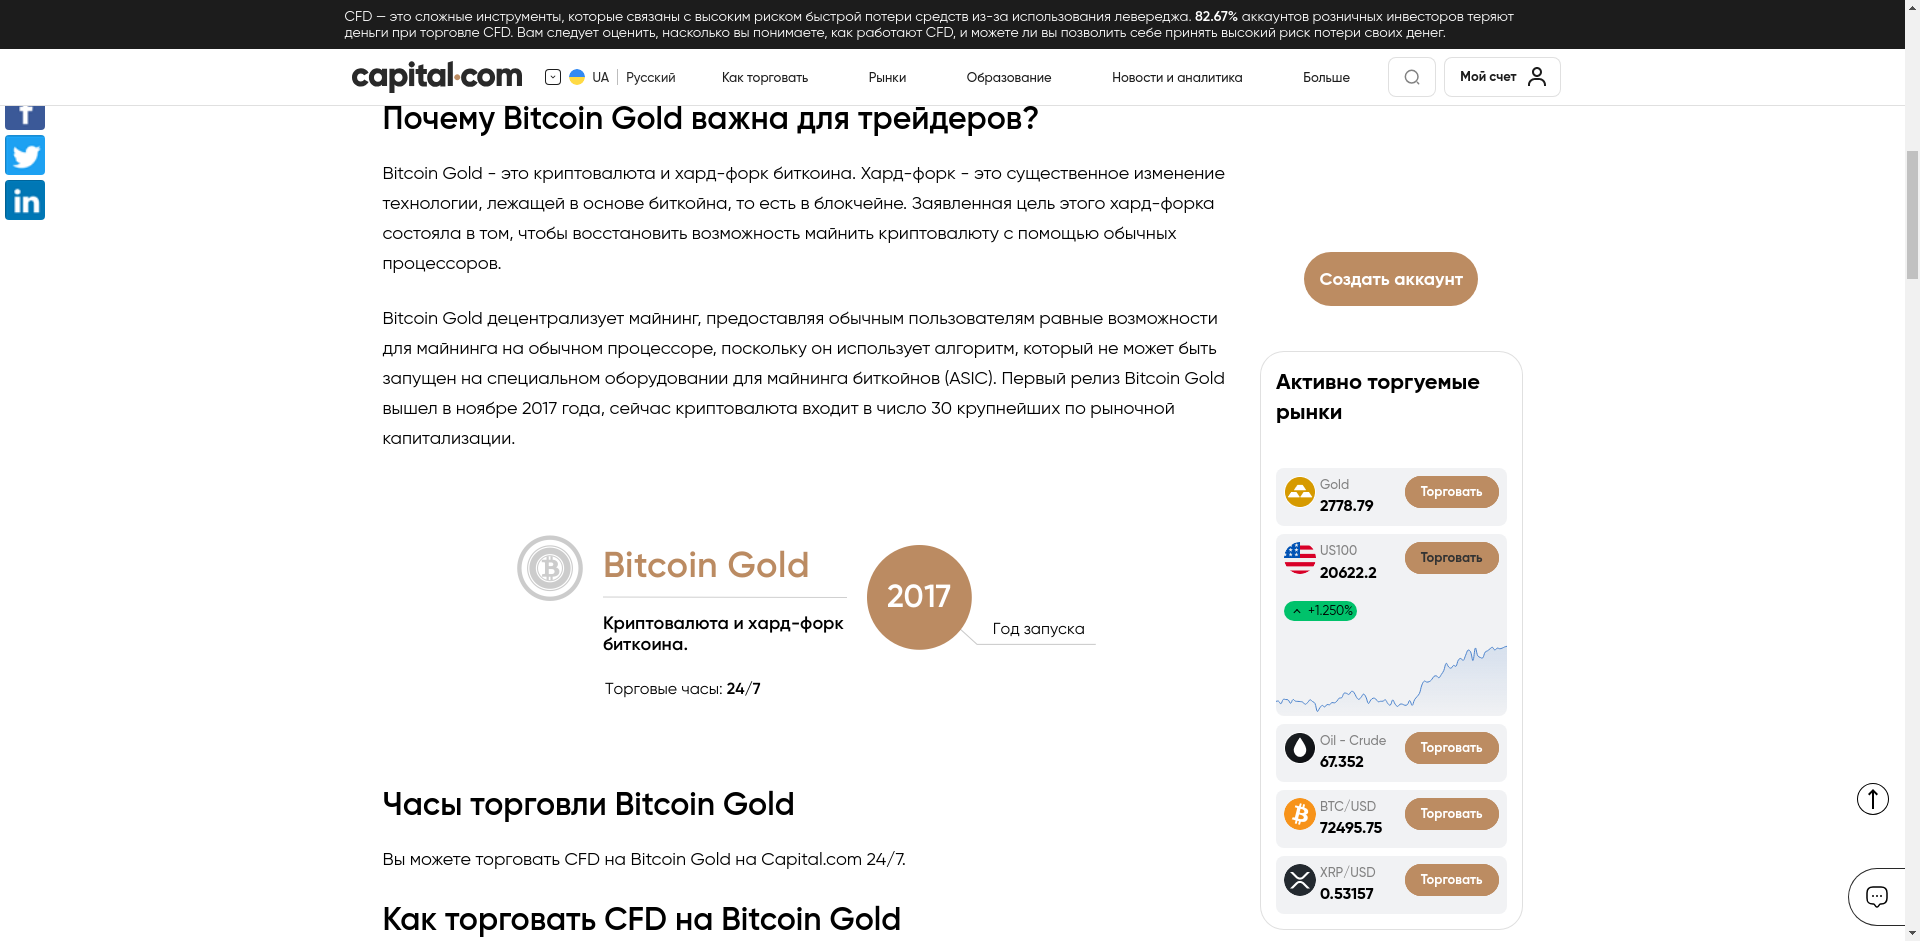 CFD — это сложные инструменты, которые связаны с высоким риском быстрой потери средств из-за использования левереджа. 82.67% аккаунтов розничных инвесторов теряют
деньги при торговле CFD. Вам следует оценить, насколько вы понимаете, как работают CFD, и можете ли вы позволить себе принять высокий риск потери своих денег.
capital.com
UA
Русский
Как торговать
Рынки
Образование
Новости и аналитика
Больше
Мой счет
Почему Bitcoin Gold важна для трейдеров?
Bitcoin Gold - это криптовалюта и хард-форк биткоина. Хард-форк - это существенное изменение
технологии, лежащей в основе биткойна, то есть в блокчейне. Заявленная цель этого хард-форка
состояла в том, чтобы восстановить возможность майнить криптовалюту с помощью обычных
процессоров.
Bitcoin Gold децентрализует майнинг, предоставляя обычным пользователям равные возможности
для майнинга на обычном процессоре, поскольку он использует алгоритм, который не может быть
запущен на специальном оборудовании для майнинга биткойнов (ASIC). Первый релиз Bitcoin Gold
вышел в ноябре 2017 года, сейчас криптовалюта входит в число 30 крупнейших по рыночной
капитализации.
Bitcoin Gold
Криптовалюта и хард-форк
биткоина.
Торговые часы: 24/7
2017
Год запуска
Часы торговли Bitcoin Gold
Вы можете торговать CFD на Bitcoin Gold на Capital.com 24/7.
Как торговать CFD на Bitcoin Gold
Создать аккаунт
Активно торгуемые
рынки
Gold
2778.79
Торговать
US100
20622.2
Торговать
+1.250%
Oil - Crude
67.352
Торговать
BTC/USD
72495.75
Торговать
XRP/USD
0.53157
Торговать